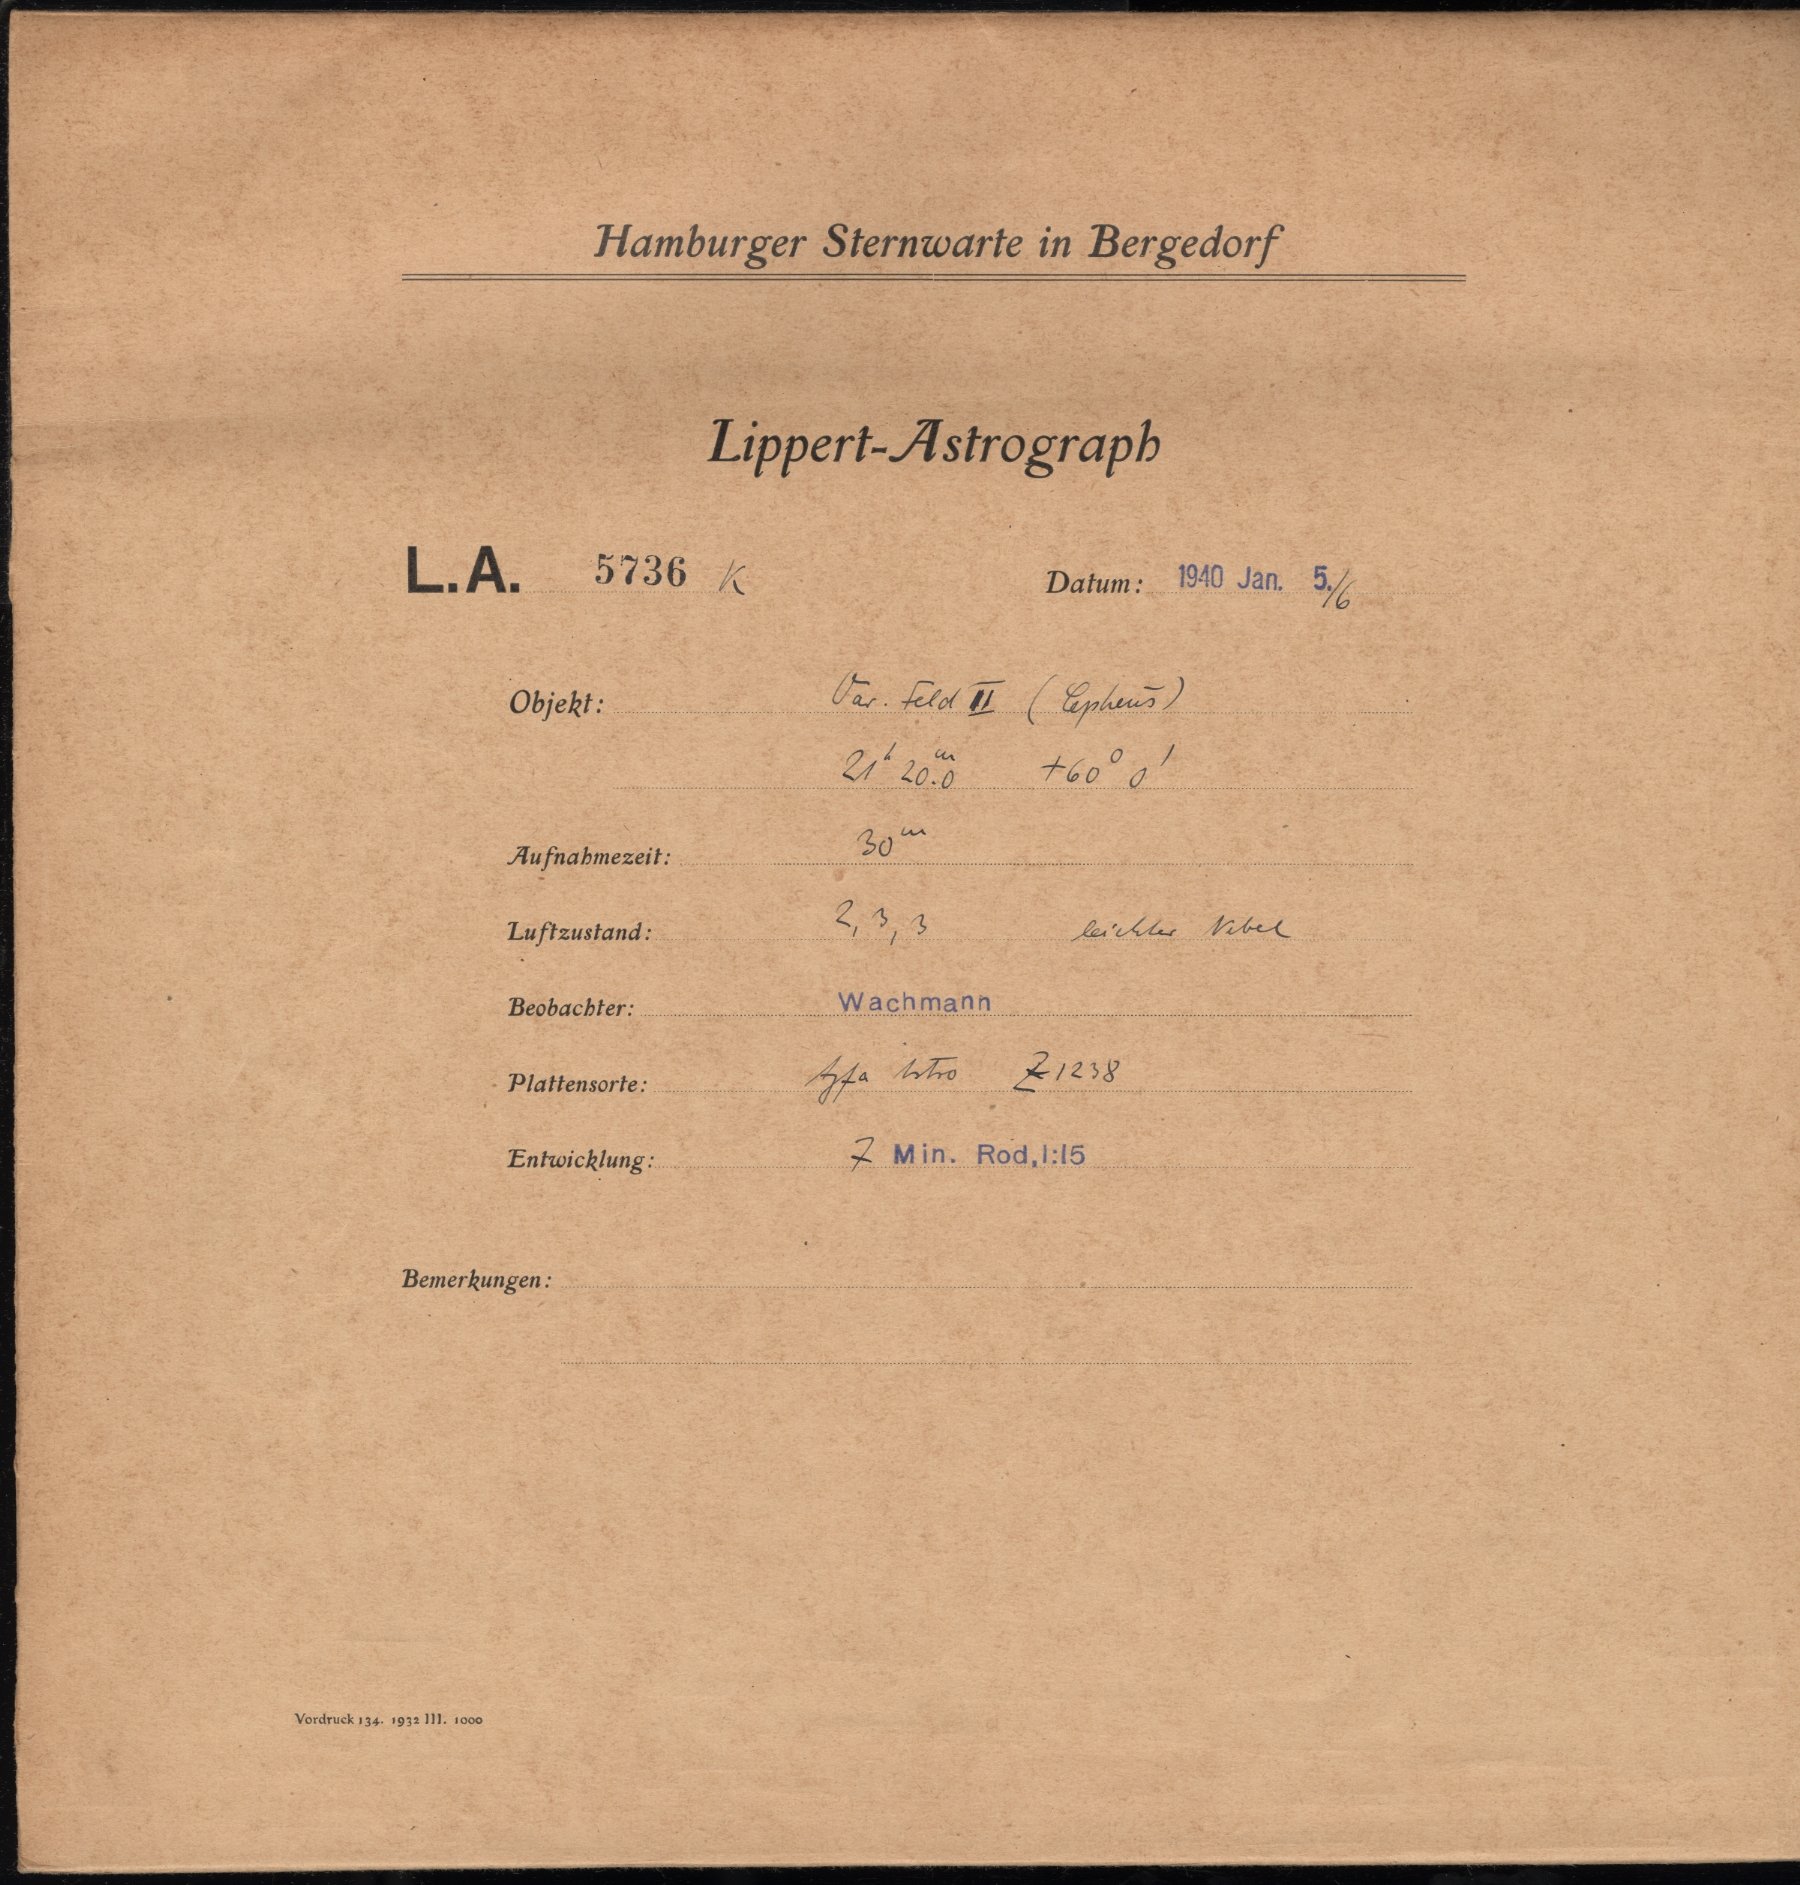 Hamburger Sternwarte in Bergedorf
Lippert-Astrograph
L.A. 5736 K Datum: 1940 Jan. 5./6
Objekt: Var. Feld II (Cepheus)
21ʰ 20.0ᵐ +60° 0'
Aufnahmezeit: 30ᵐ
Luftzustand: 2, 3, 3 leichter Nebel
Beobachter: Wachmann
Plattensorte: Agfa Astro Z1238
Entwicklung: 7 Min. Rod,1:15
Bemerkungen:
Vordruck 134. 1932 III. 1000